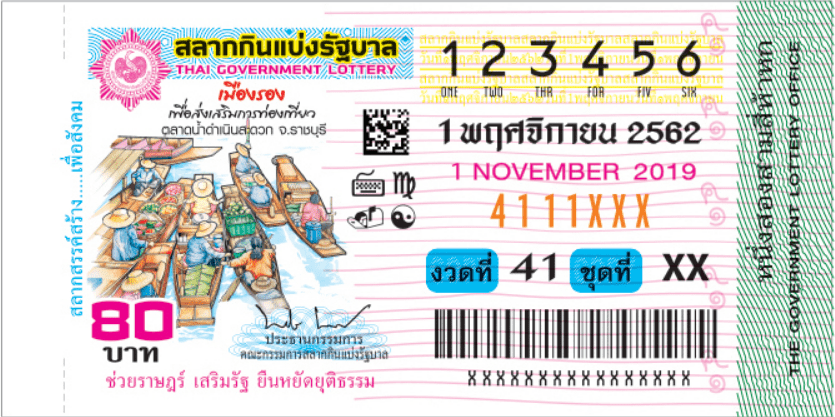 สลากกินแบ่งรัฐบาล
THAI GOVERNMENT LOTTERY
เมืองรอง
เพื่อส่งเสริมการท่องเที่ยว
ตลาดน้ำดำเนินสะดวก จ.ราชบุรี
สลากสรรค์สร้าง.....เพื่อสังคม
80
บาท
ประธานกรรมการ
คณะกรรมการสลากกินแบ่งรัฐบาล
ช่วยราษฎร์ เสริมรัฐ ยืนหยัดยุติธรรม
1 2 3 4 5 6
ONE TWO THR FOR FIV SIX
1 พฤศจิกายน 2562
1 NOVEMBER 2019
4111XXX
งวดที่ 41 ชุดที่ XX
XXXXXXXXXXXXXXXX
หนึ่งสองสามสี่ห้าหก
THE GOVERNMENT LOTTERY OFFICE